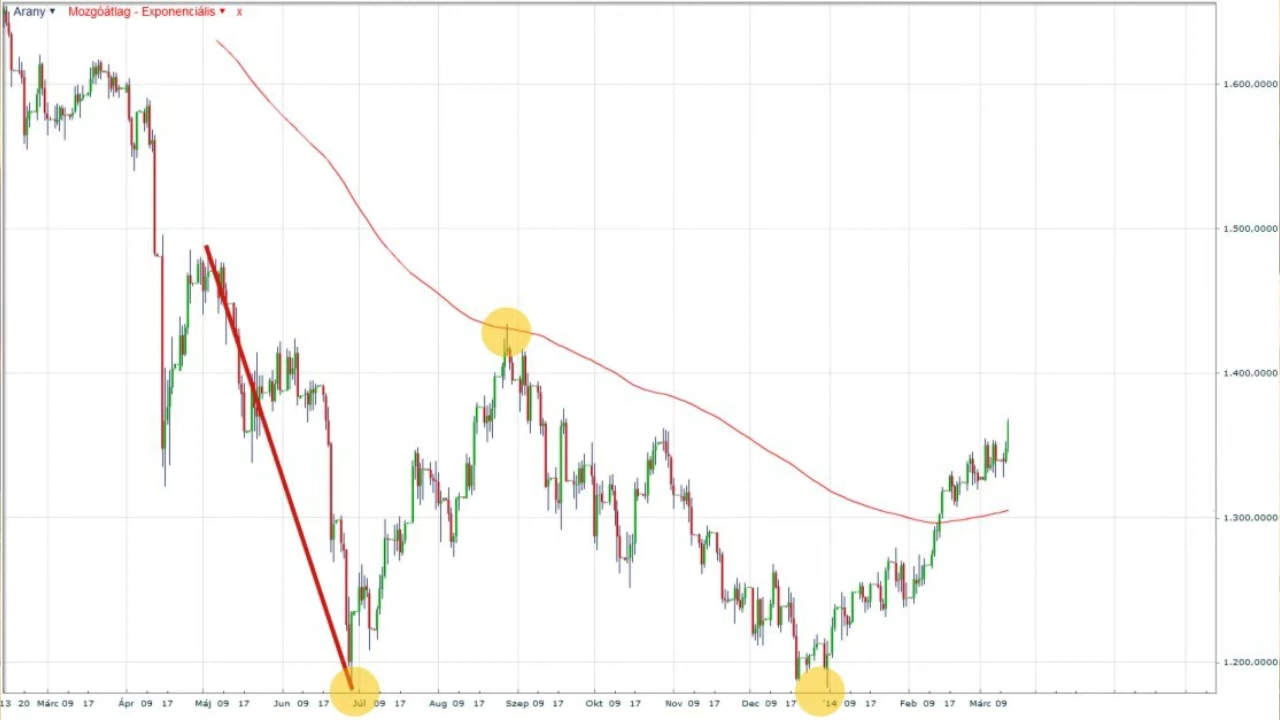 Arany ▾ Mozgóátlag - Exponenciális ▾ x
1.600,0000
1.500,0000
1.400,0000
1.300,0000
1.200,0000
13 20 Márc 09 17 Ápr 09 17 Máj 09 17 Jún 09 17 Júl 09 17 Aug 09 17 Szep 09 17 Okt 09 17 Nov 09 17 Dec 09 17 '14 09 17 Feb 09 17 Márc 09